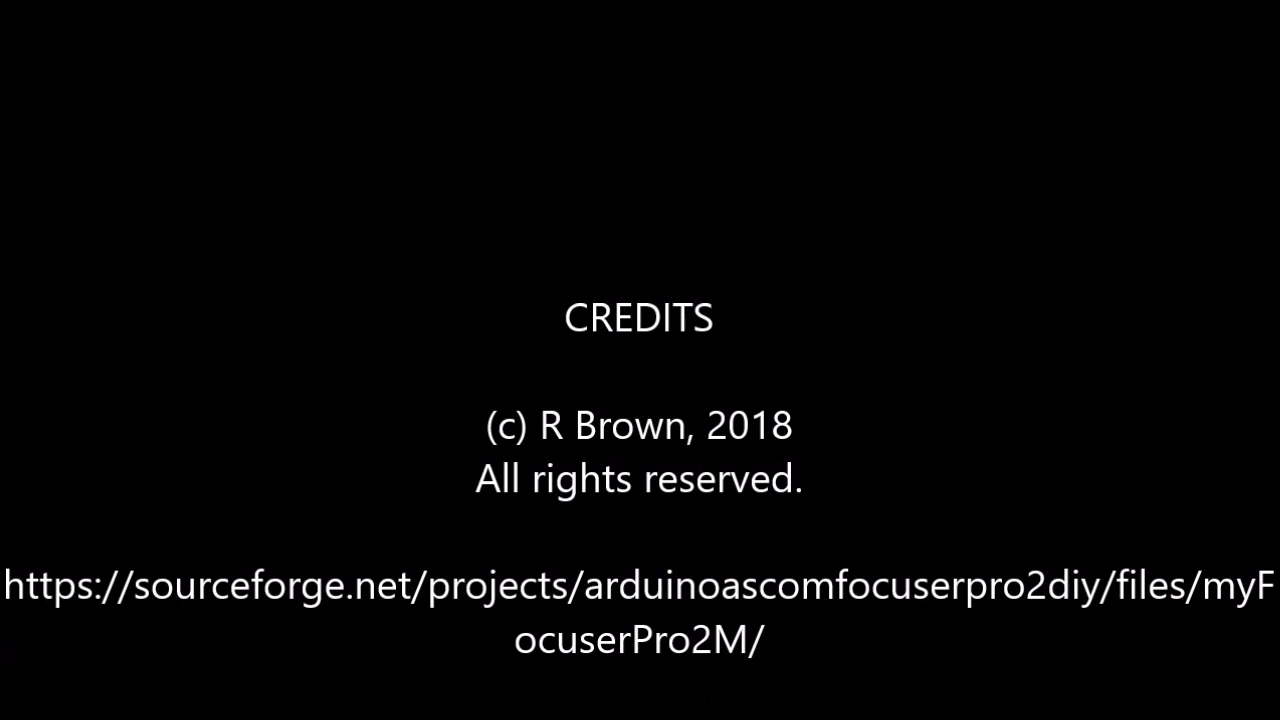 CREDITS
(c) R Brown, 2018
All rights reserved.
https://sourceforge.net/projects/arduinoascomfocuserpro2diy/files/myF
ocuserPro2M/